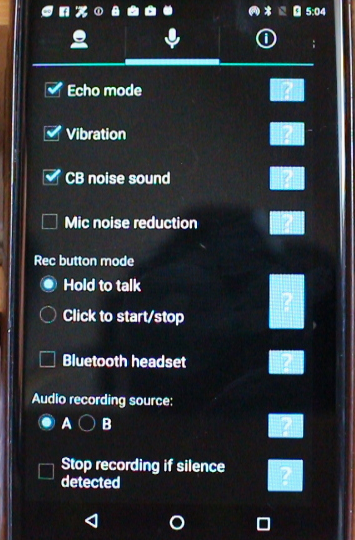 5:04
Echo mode
?
Vibration
?
CB noise sound
?
Mic noise reduction
?
Rec button mode
Hold to talk
?
Click to start/stop
Bluetooth headset
?
Audio recording source:
A B
?
Stop recording if silence
detected
?